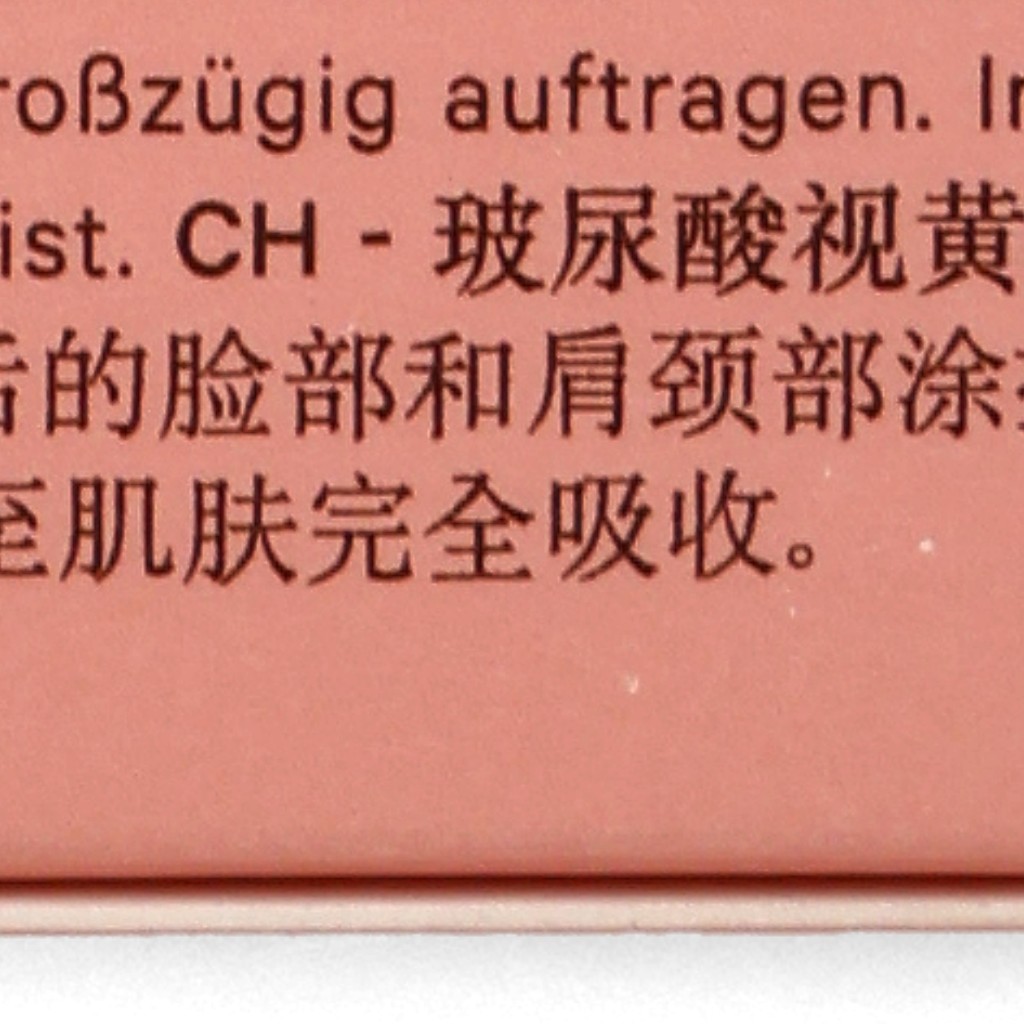 roßzügig auftragen. In
ist. CH - 玻尿酸视黄
的脸部和肩颈部涂
至肌肤完全吸收。